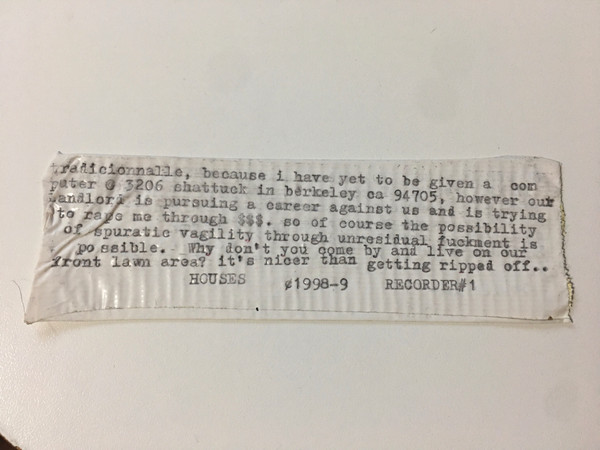 tradicionnalle, because i have yet to be given a com
puter @ 3206 shattuck in berkeley ca 94705, however our
landlord is pursuing a career against us and is trying
to rape me through $$$. so of course the possibility
of spuratic vagility through unresidual fuckment is
possible. Why don't you come by and live on our
front lawn area? it's nicer than getting ripped off..
HOUSES ¢1998-9 RECORDER#1